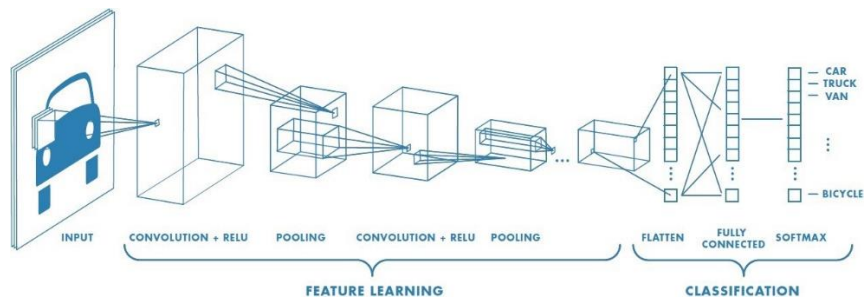 CAR
TRUCK
VAN
BICYCLE
INPUT
CONVOLUTION + RELU
POOLING
CONVOLUTION + RELU
POOLING
FLATTEN
FULLY
CONNECTED
SOFTMAX
FEATURE LEARNING
CLASSIFICATION